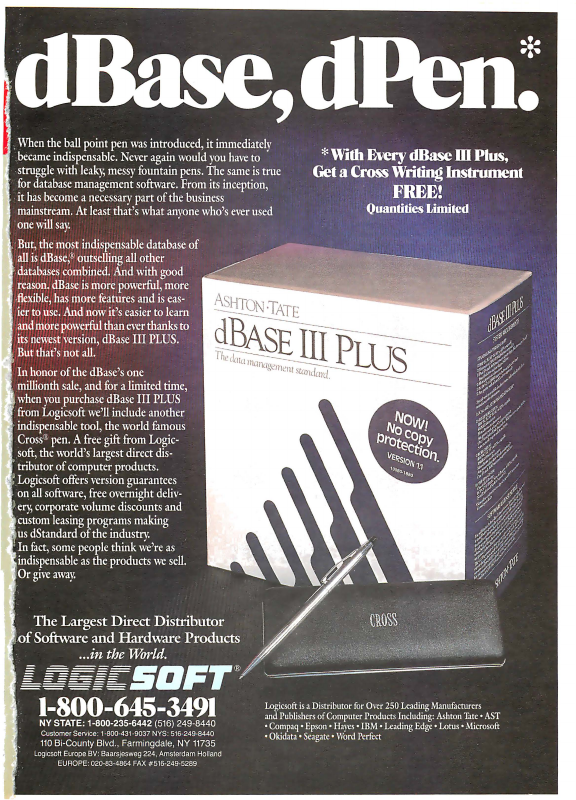 dBase, dPen.*
When the ball point pen was introduced, it immediately
became indispensable. Never again would you have to
struggle with leaky, messy fountain pens. The same is true
for database management software. From its inception,
it has become a necessary part of the business
mainstream. At least that's what anyone who's ever used
one will say.
But, the most indispensable database of
all is dBase,® outselling all other
databases combined. And with good
reason. dBase is more powerful, more
flexible, has more features and is eas-
ier to use. And now it's easier to learn
and more powerful than ever thanks to
its newest version, dBase III PLUS.
But that's not all.
In honor of the dBase's one
millionth sale, and for a limited time,
when you purchase dBase III PLUS
from Logicsoft we'll include another
indispensable tool, the world famous
Cross® pen. A free gift from Logic-
soft, the world's largest direct dis-
tributor of computer products.
Logicsoft offers version guarantees
on all software, free overnight deliv-
ery, corporate volume discounts and
custom leasing programs making
us dStandard of the industry.
In fact, some people think we're as
indispensable as the products we sell.
Or give away.
* With Every dBase III Plus,
Get a Cross Writing Instrument
FREE!
Quantities Limited
ASHTON·TATE
dBASE III PLUS
The data management standard.
NOW!
No copy
protection.
VERSION 1.1
dBASE III PLUS
ASHTON·TATE
CROSS
The Largest Direct Distributor
of Software and Hardware Products
...in the World.
LOGICSOFT®
1-800-645-3491
NY STATE: 1-800-235-6442 (516) 249-8440
Customer Service: 1-800-431-9037 NYS: 516-249-8440
110 Bi-County Blvd., Farmingdale, NY 11735
Logicsoft Europe BV: Baarsjesweg 224, Amsterdam Holland
EUROPE: 020-83-4864 FAX #516-249-5289
Logicsoft is a Distributor for Over 250 Leading Manufacturers
and Publishers of Computer Products Including: Ashton Tate • AST
• Compaq • Epson • Hayes • IBM • Leading Edge • Lotus • Microsoft
• Okidata • Seagate • Word Perfect